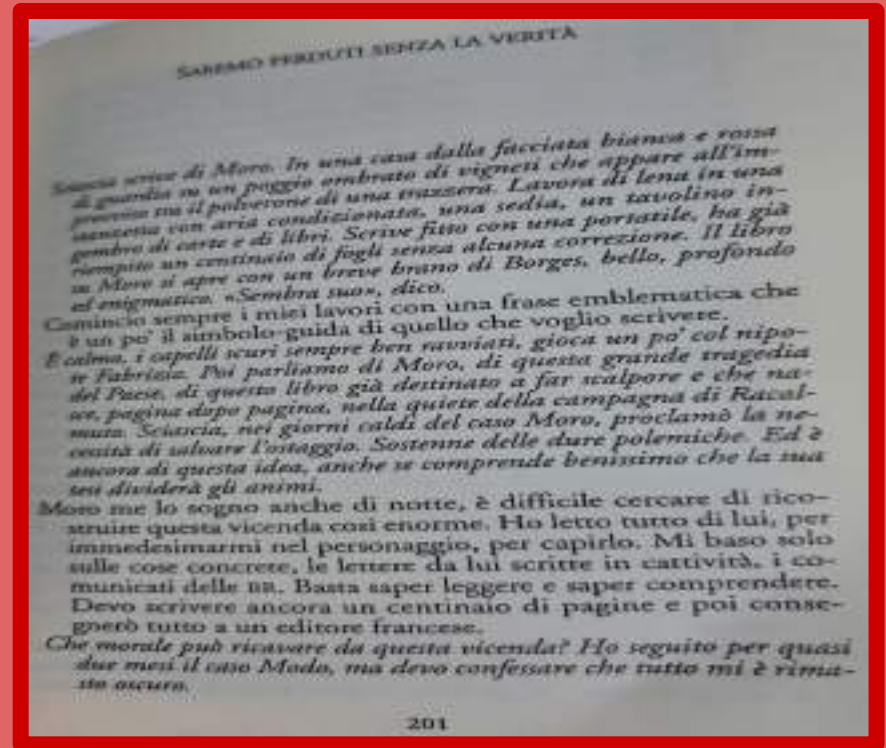 SAREMO PERDUTI SENZA LA VERITÀ
Sciascia scrive di Moro. In una casa dalla facciata bianca e rossa
di guardia su un poggio ombrato di vigneti che appare all'im-
provviso tra il polverone di una trazzera. Lavora di lena in una
stanzetta con aria condizionata, una sedia, un tavolino in-
gombro di carte e di libri. Scrive fitto con una portatile, ha già
riempito un centinaio di fogli senza alcuna correzione. Il libro
su Moro si apre con un breve brano di Borges, bello, profondo
ed enigmatico. «Sembra suo», dico.
Comincio sempre i miei lavori con una frase emblematica che
è un po' il simbolo-guida di quello che voglio scrivere.
È calmo, i capelli scuri sempre ben ravviati, gioca un po' col nipo-
te Fabrizio. Poi parliamo di Moro, di questa grande tragedia
del Paese, di questo libro già destinato a far scalpore e che na-
sce, pagina dopo pagina, nella quiete della campagna di Racal-
muto. Sciascia, nei giorni caldi del caso Moro, proclamò la ne-
cessità di salvare l'ostaggio. Sostenne delle dure polemiche. Ed è
ancora di questa idea, anche se comprende benissimo che la sua
tesi dividerà gli animi.
Moro me lo sogno anche di notte, è difficile cercare di rico-
struire questa vicenda così enorme. Ho letto tutto di lui, per
immedesimarmi nel personaggio, per capirlo. Mi baso solo
sulle cose concrete, le lettere da lui scritte in cattività, i co-
municati delle BR. Basta saper leggere e saper comprendere.
Devo scrivere ancora un centinaio di pagine e poi conse-
gnerò tutto a un editore francese.
Che morale può ricavare da questa vicenda? Ho seguito per quasi
due mesi il caso Modo, ma devo confessare che tutto mi è rima-
sto oscuro.
201